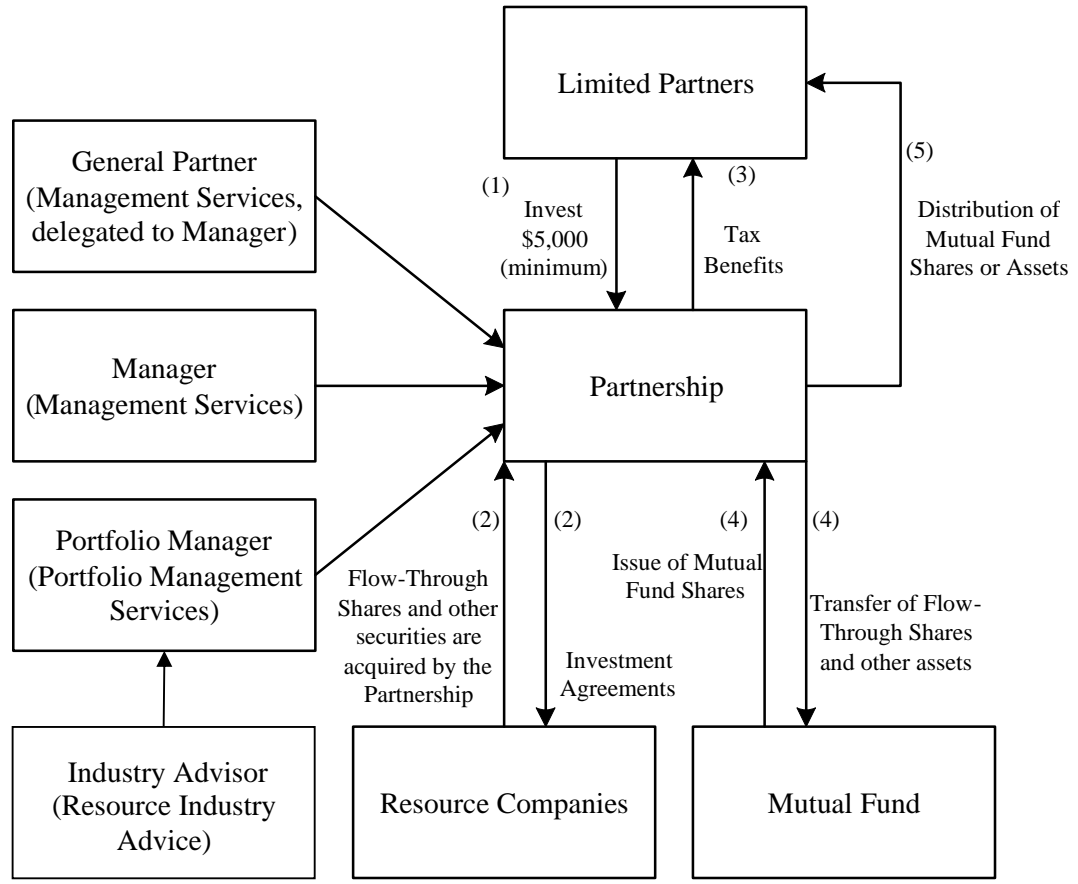 Limited Partners
General Partner
(Management Services,
delegated to Manager)
(1)
Invest
$5,000
(minimum)
(3)
Tax
Benefits
(5)
Distribution of
Mutual Fund
Shares or Assets
Manager
(Management Services)
Partnership
Portfolio Manager
(Portfolio Management
Services)
(2)
Flow-Through
Shares and other
securities are
acquired by the
Partnership
(2)
Investment
Agreements
(4)
Issue of Mutual
Fund Shares
(4)
Transfer of Flow-
Through Shares
and other assets
Industry Advisor
(Resource Industry
Advice)
Resource Companies
Mutual Fund